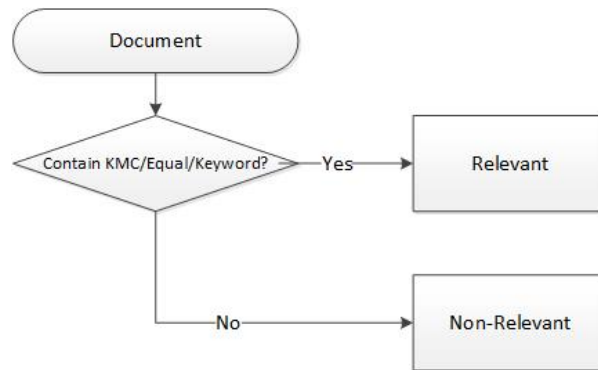 Document
Contain KMC/Equal/Keyword?
Yes
Relevant
No
Non-Relevant